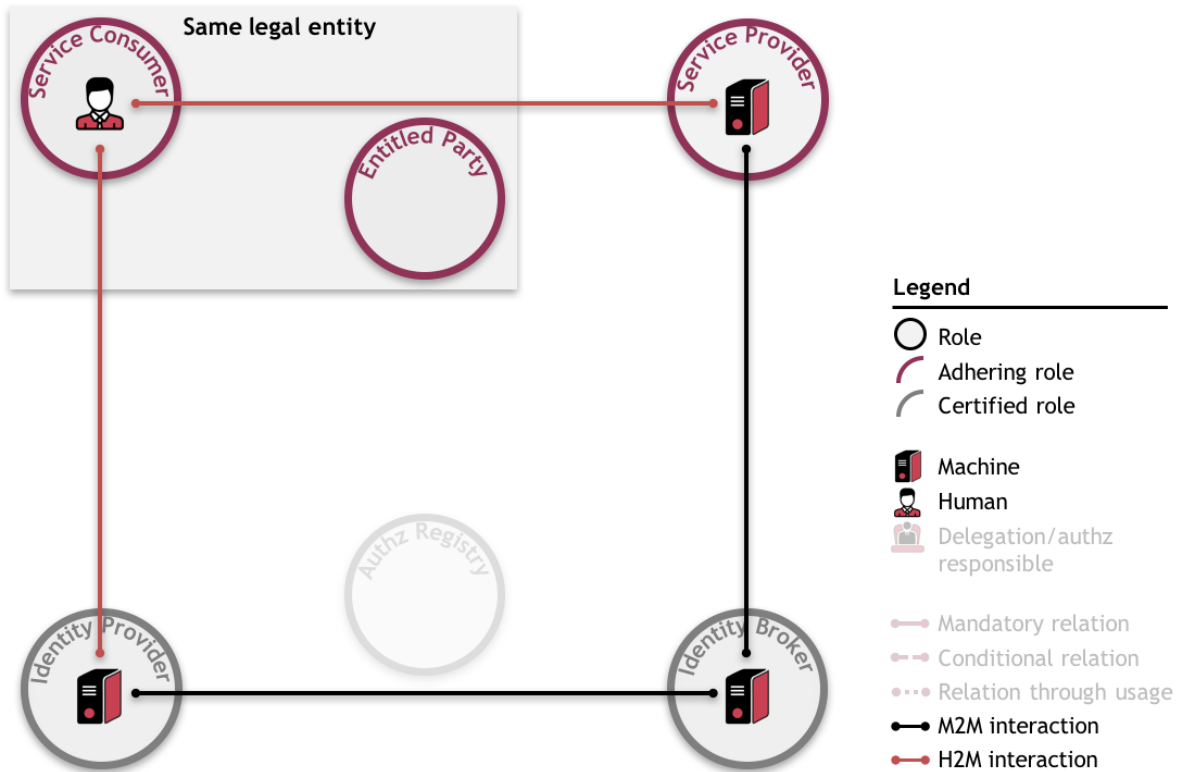 Same legal entity
Service Consumer
Service Provider
Entitled Party
Authz Registry
Identity Provider
Identity Broker
Legend
Role
Adhering role
Certified role
Machine
Human
Delegation/authz
responsible
Mandatory relation
Conditional relation
Relation through usage
M2M interaction
H2M interaction